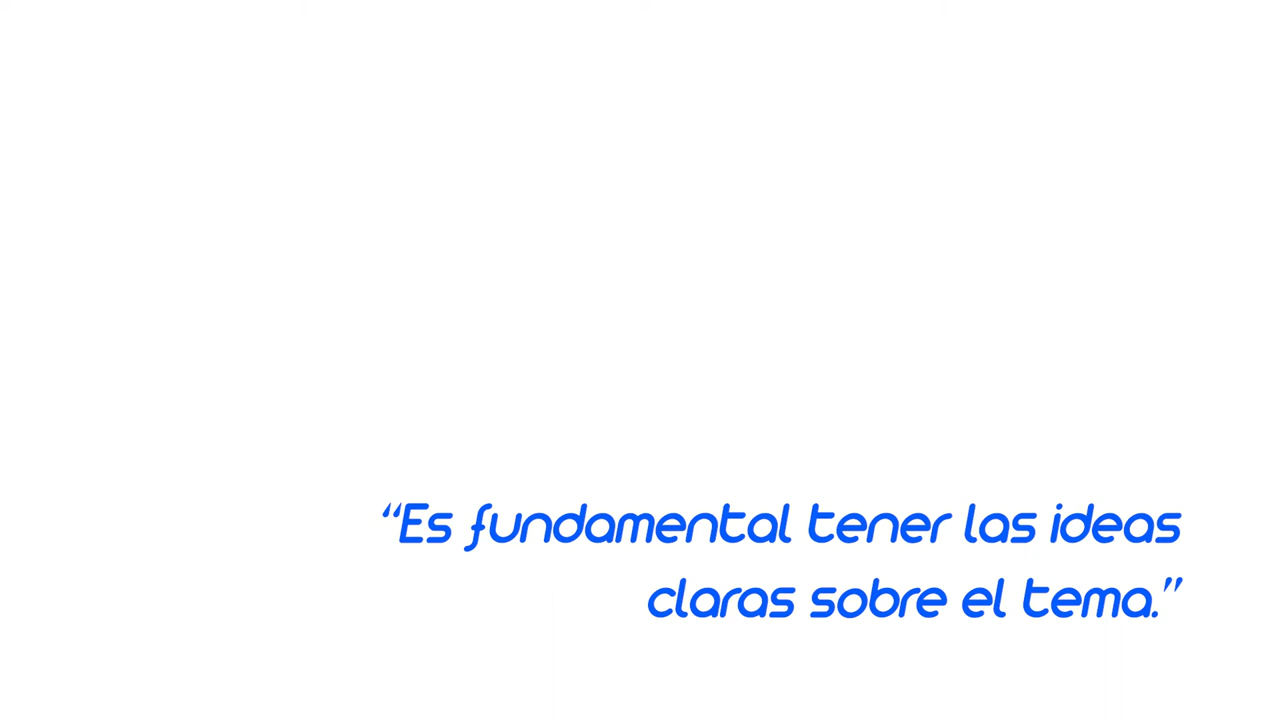 “Es fundamental tener las ideas
claras sobre el tema.”